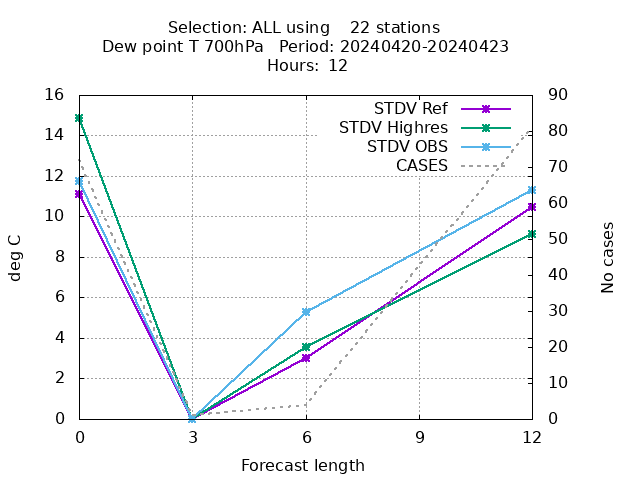 Selection: ALL using    22 stations
Dew point T 700hPa   Period: 20240420-20240423
Hours: 12
16
14
12
10
8
6
4
2
0
deg C
STDV Ref
STDV Highres
STDV OBS
CASES
90
80
70
60
50
40
30
20
10
0
No cases
0 3 6 9 12
Forecast length